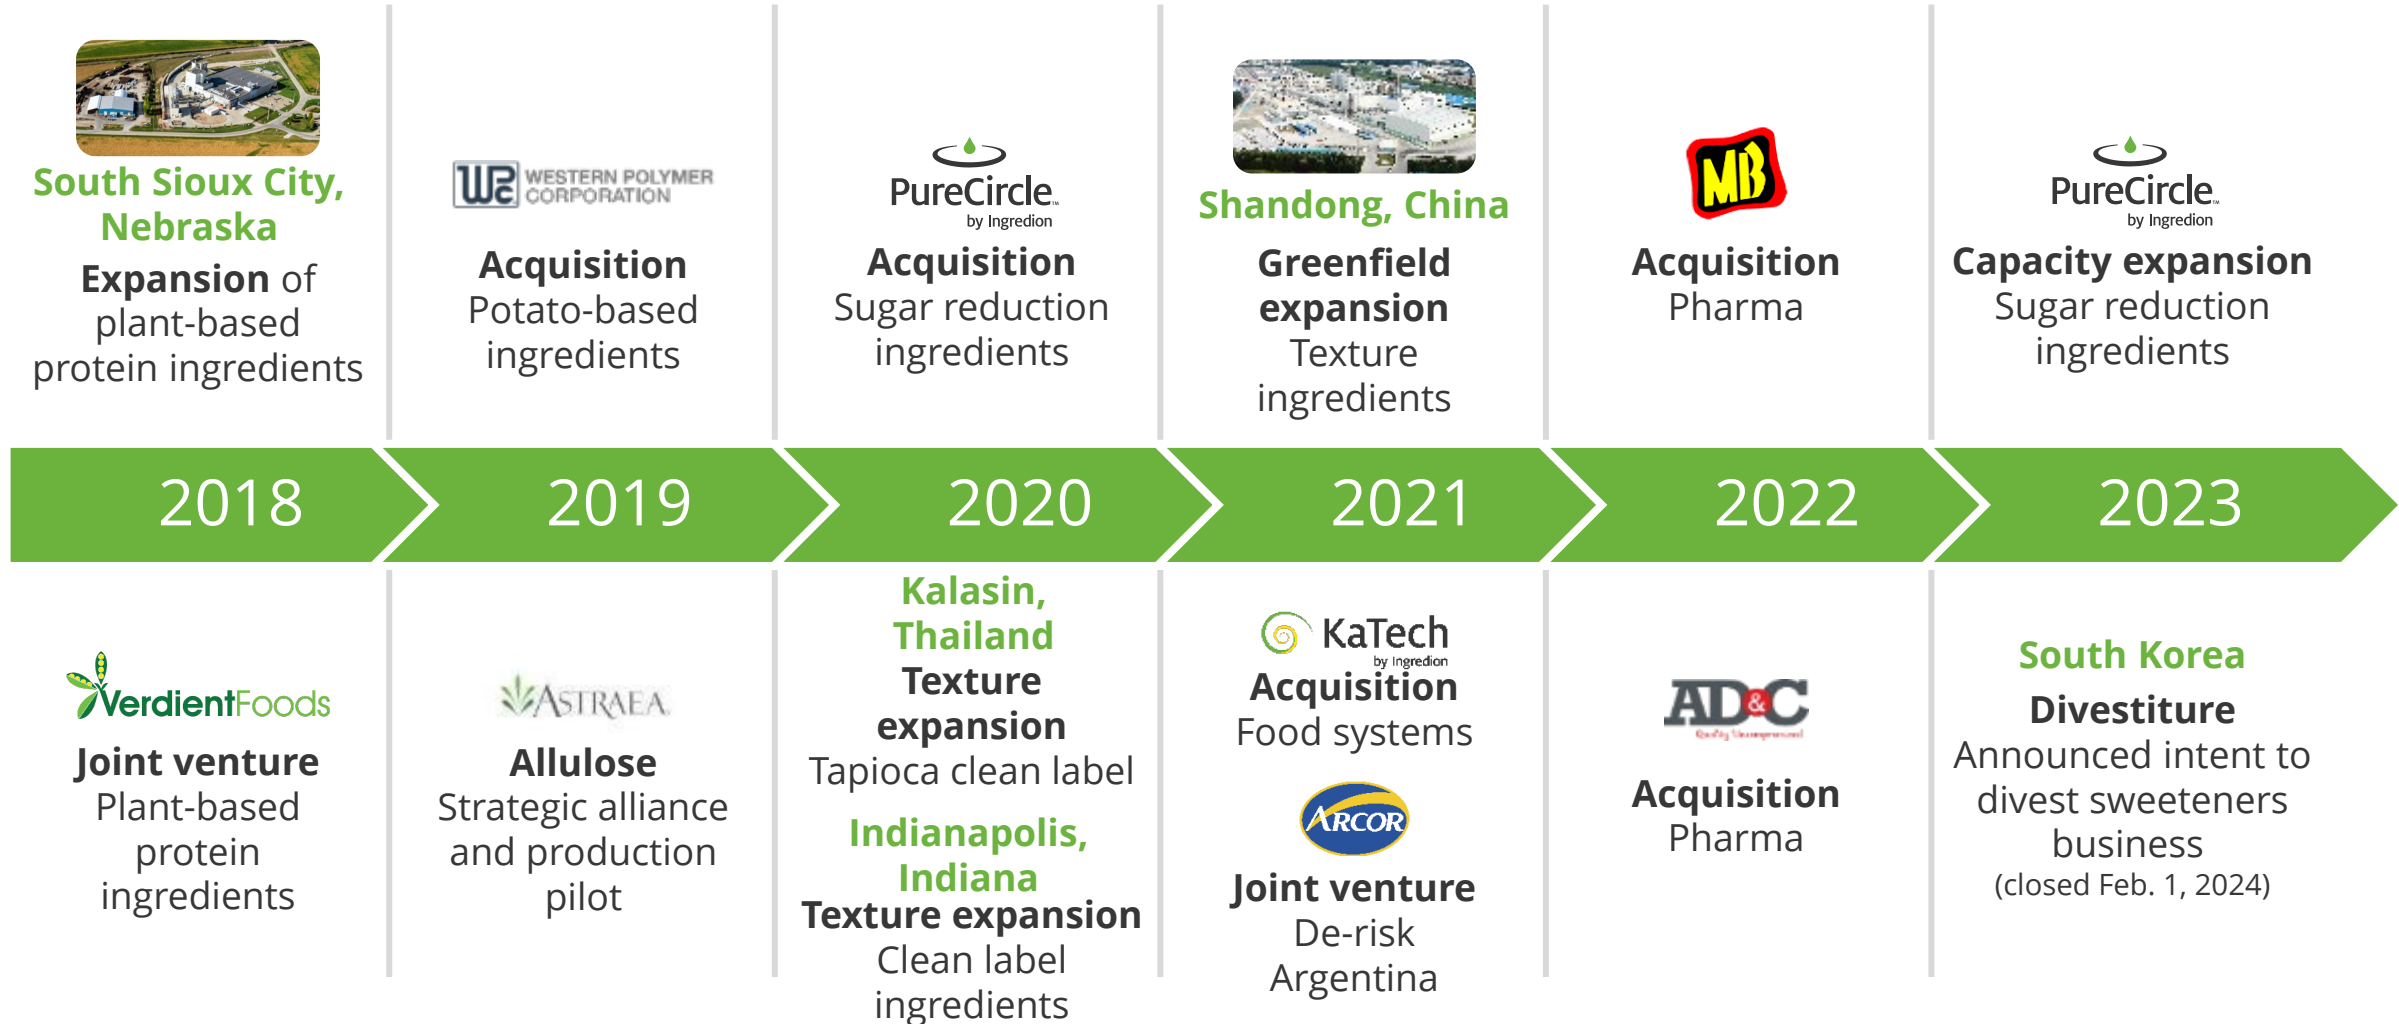 South Sioux City,
Nebraska
Expansion of
plant-based
protein ingredients
WPC WESTERN POLYMER
CORPORATION
Acquisition
Potato-based
ingredients
PureCircle™
by Ingredion
Acquisition
Sugar reduction
ingredients
Shandong, China
Greenfield
expansion
Texture
ingredients
MB
Acquisition
Pharma
PureCircle™
by Ingredion
Capacity expansion
Sugar reduction
ingredients
2018
2019
2020
2021
2022
2023
VerdientFoods
Joint venture
Plant-based
protein
ingredients
ASTRAEA
Allulose
Strategic alliance
and production
pilot
Kalasin,
Thailand
Texture
expansion
Tapioca clean label
Indianapolis,
Indiana
Texture expansion
Clean label
ingredients
KaTech
by Ingredion
Acquisition
Food systems
ARCOR
Joint venture
De-risk
Argentina
AD&C
Quality Uncompromised
Acquisition
Pharma
South Korea
Divestiture
Announced intent to
divest sweeteners
business
(closed Feb. 1, 2024)